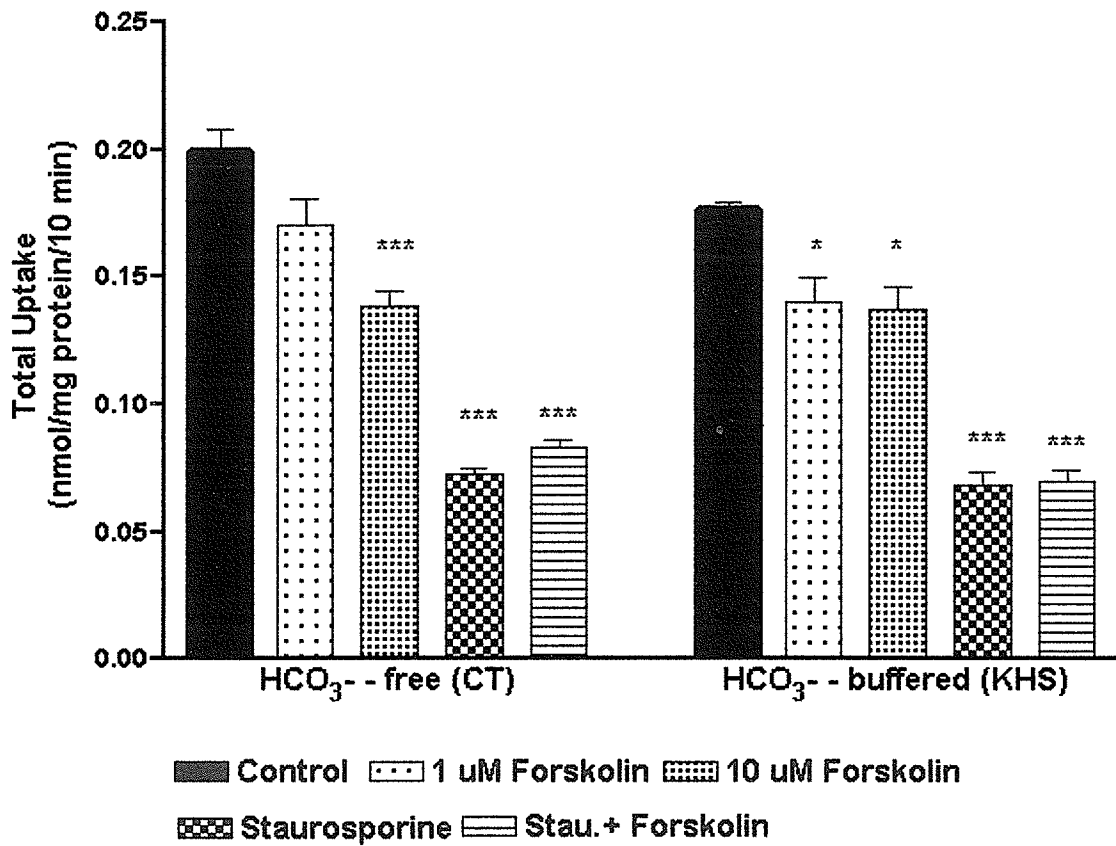 0.25
0.20
0.15
0.10
0.05
0.00
Total Uptake
(nmol/mg protein/10 min)
***
***
***
*
*
***
***
HCO3- - free (CT)
HCO3- - buffered (KHS)
Control
1 uM Forskolin
10 uM Forskolin
Staurosporine
Stau.+ Forskolin